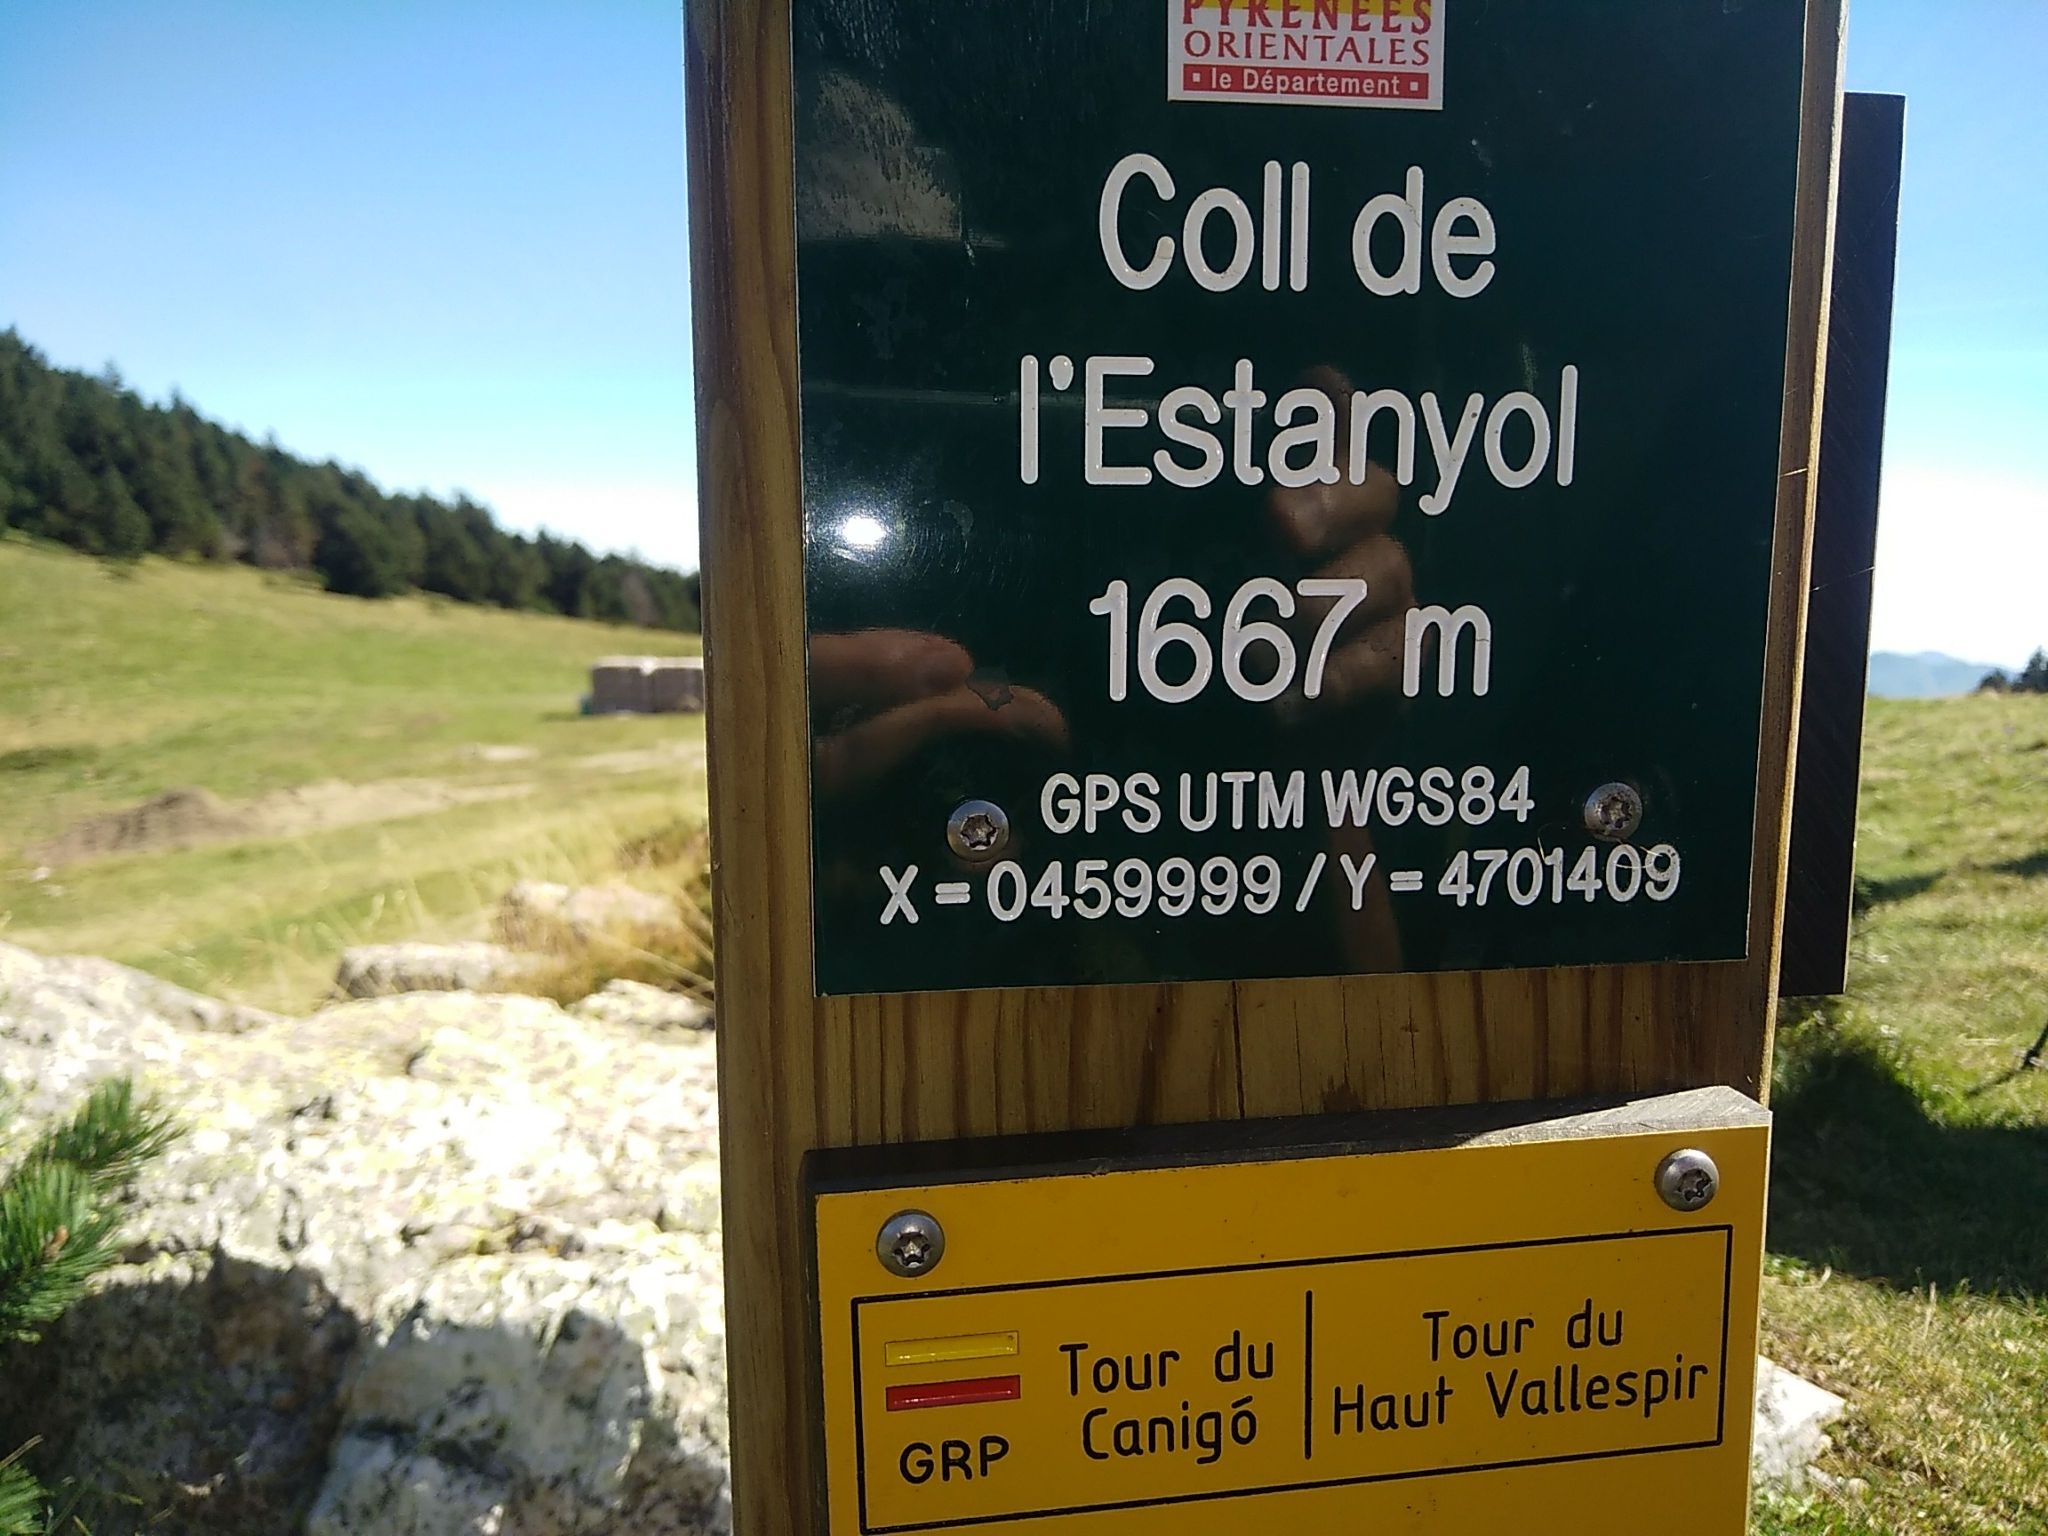 PYRENEES
ORIENTALES
le Département
Coll de
l'Estanyol
1667 m
GPS UTM WGS84
X = 0459999 / Y = 4701409
Tour du
Canigó
Tour du
Haut Vallespir
GRP